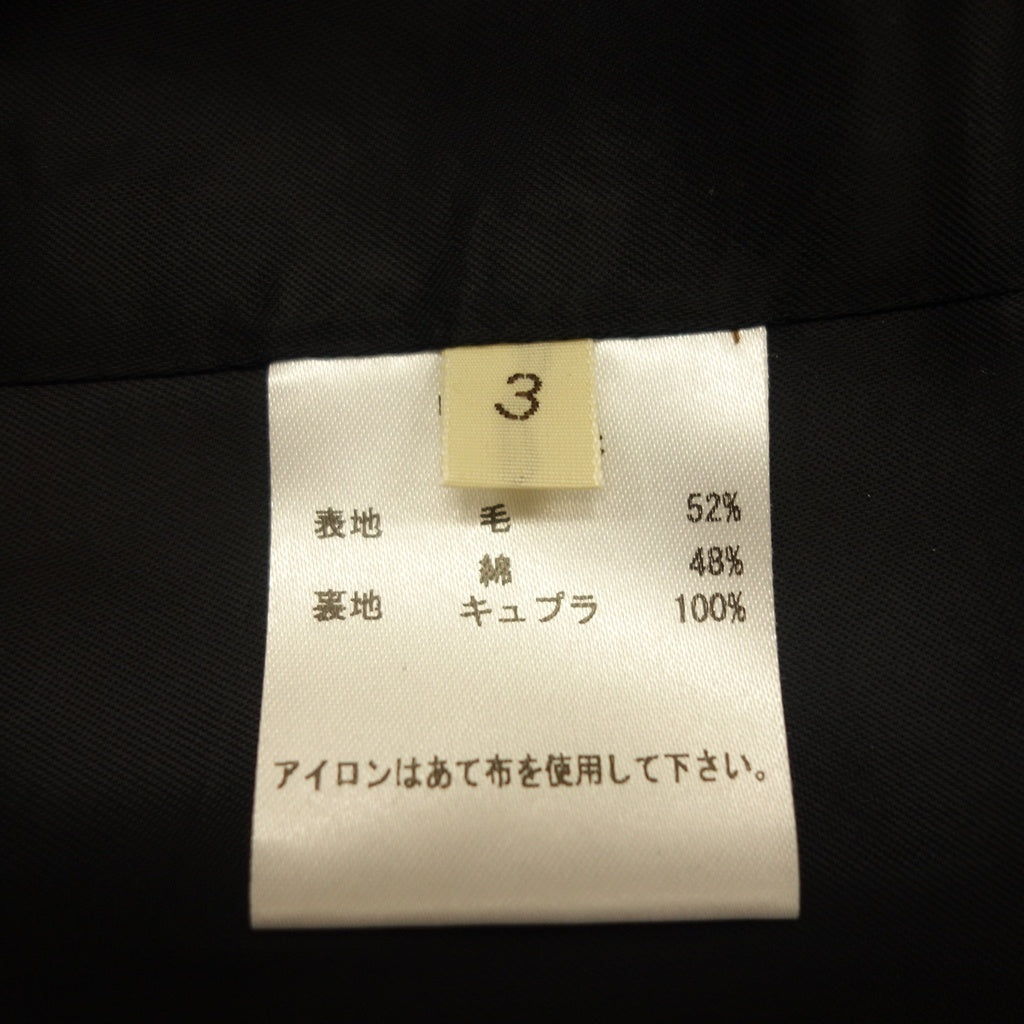 3
表地 毛 52%
綿 48%
裏地 キュプラ 100%
アイロンはあて布を使用して下さい。